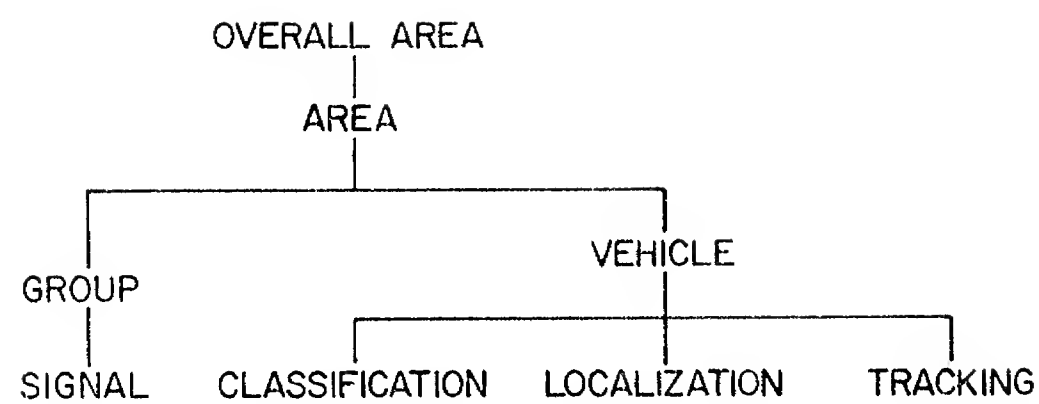 OVERALL AREA
AREA
VEHICLE
GROUP
SIGNAL CLASSIFICATION LOCALIZATION TRACKING